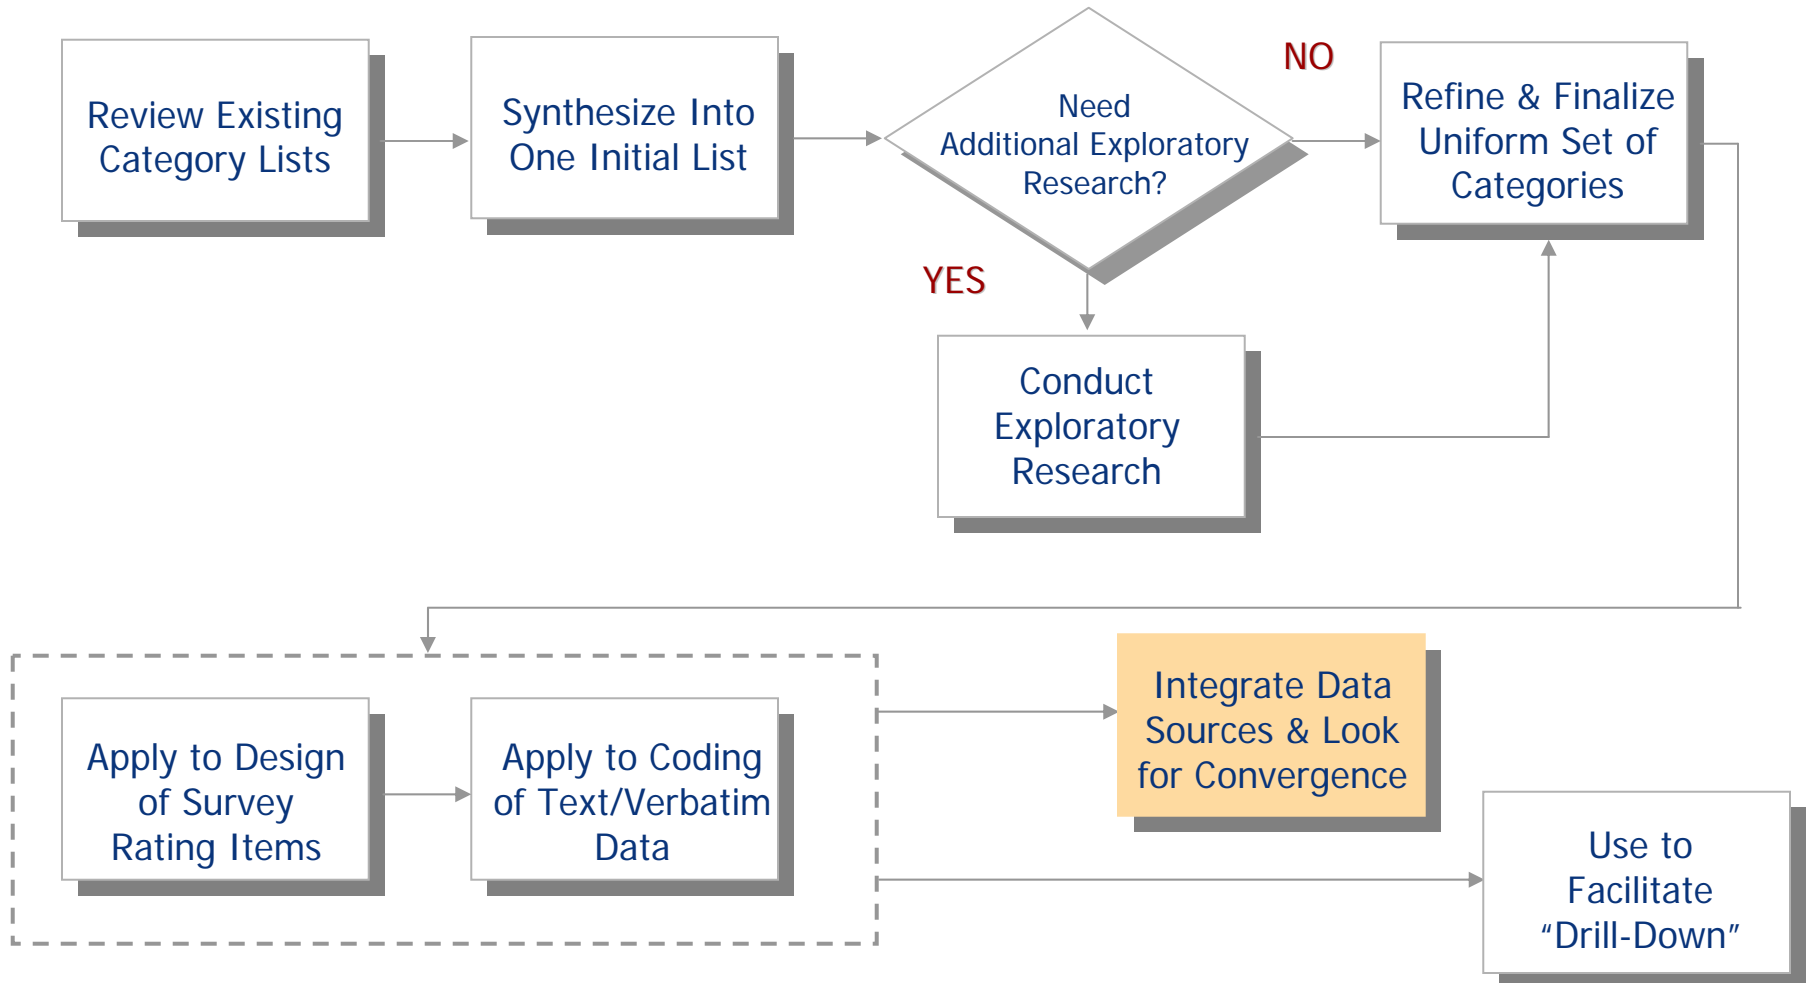 Review Existing
Category Lists
Synthesize Into
One Initial List
Need
Additional Exploratory
Research?
NO
Refine & Finalize
Uniform Set of
Categories
YES
Conduct
Exploratory
Research
Apply to Design
of Survey
Rating Items
Apply to Coding
of Text/Verbatim
Data
Integrate Data
Sources & Look
for Convergence
Use to
Facilitate
“Drill-Down”